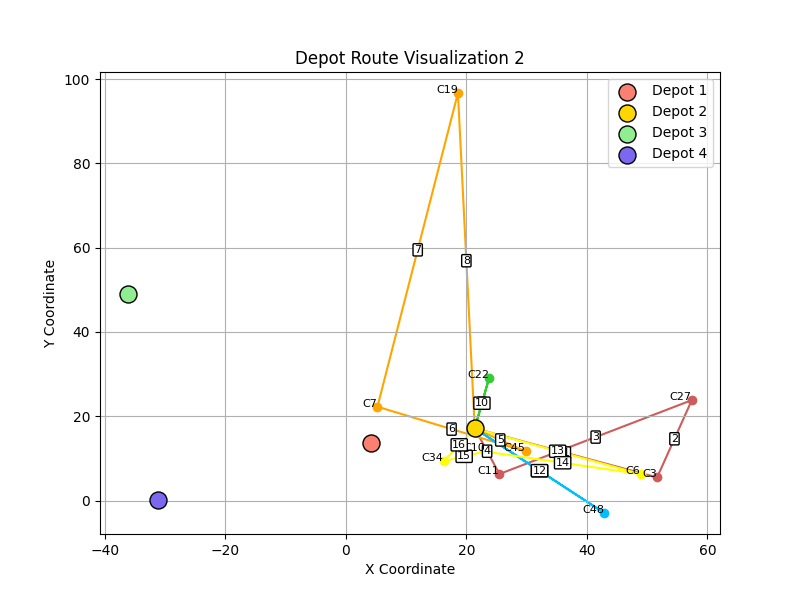 Depot Route Visualization 2
Depot 1
Depot 2
Depot 3
Depot 4
Y Coordinate
100
80
60
40
20
0
−40
−20
0
20
40
60
X Coordinate
C19
7
8
C22
10
C7
6
C27
3
2
5
C45
C10
4
16
15
13
14
C34
C11
12
C6
C3
C48